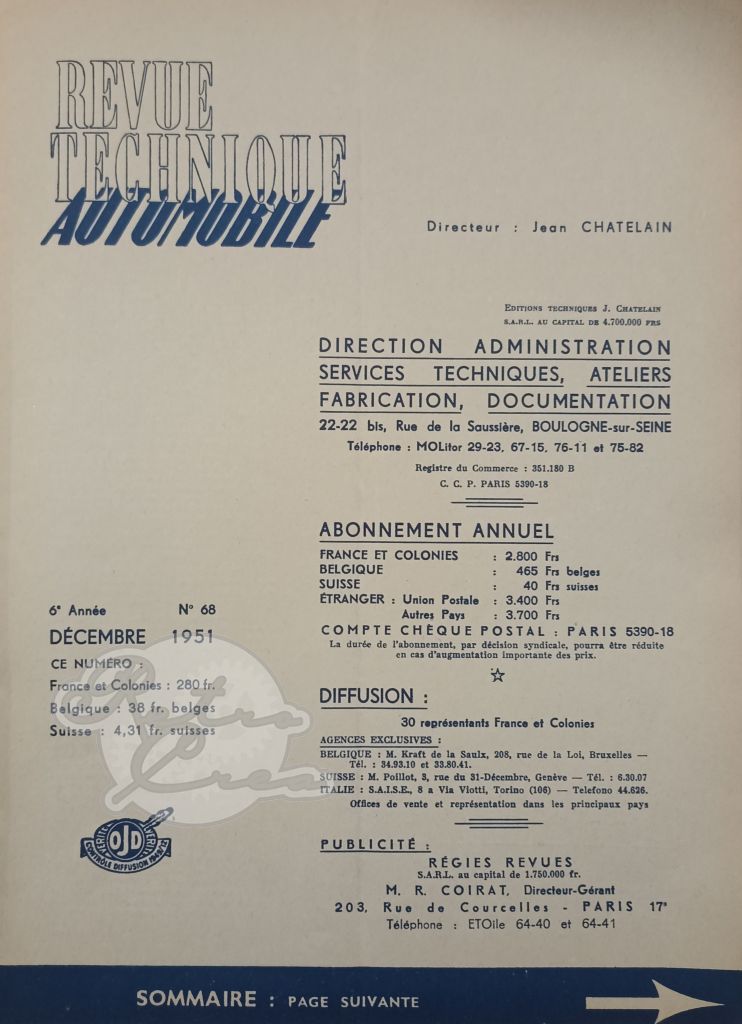 REVUE
TECHNIQUE
AUTOMOBILE
Directeur : Jean CHATELAIN
EDITIONS TECHNIQUES J. CHATELAIN
S.A.R.L. AU CAPITAL DE 4.700.000 FRS
DIRECTION ADMINISTRATION
SERVICES TECHNIQUES, ATELIERS
FABRICATION, DOCUMENTATION
22-22 bis, Rue de la Saussière, BOULOGNE-sur-SEINE
Téléphone : MOLitor 29-23, 67-15, 76-11 et 75-82
Registre du Commerce : 351.180 B
C. C. P. PARIS 5390-18
ABONNEMENT ANNUEL
FRANCE ET COLONIES : 2.800 Frs
BELGIQUE : 465 Frs belges
SUISSE : 40 Frs suisses
ÉTRANGER : Union Postale : 3.400 Frs
Autres Pays : 3.700 Frs
COMPTE CHÈQUE POSTAL : PARIS 5390-18
La durée de l'abonnement, par décision syndicale, pourra être réduite
en cas d'augmentation importante des prix.
6e Année N° 68
DÉCEMBRE 1951
CE NUMÉRO :
France et Colonies : 280 fr.
Belgique : 38 fr. belges
Suisse : 4,31 fr. suisses
Retro
Crea
DIFFUSION :
30 représentants France et Colonies
AGENCES EXCLUSIVES :
BELGIQUE : M. Kraft de la Saulx, 208, rue de la Loi, Bruxelles —
Tél. : 34.93.10 et 33.80.41.
SUISSE : M. Poillot, 3, rue du 31-Décembre, Genève — Tél. : 6.30.07
ITALIE : S.A.I.S.E., 8 a Via Viotti, Torino (106) — Telefono 44.626.
Offices de vente et représentation dans les principaux pays
OJD
CONTRÔLE DIFFUSION
PUBLICITÉ :
RÉGIES REVUES
S.A.R.L. au capital de 1.750.000 fr.
M. R. COIRAT, Directeur-Gérant
203, Rue de Courcelles - PARIS 17e
Téléphone : ETOile 64-40 et 64-41
SOMMAIRE : PAGE SUIVANTE